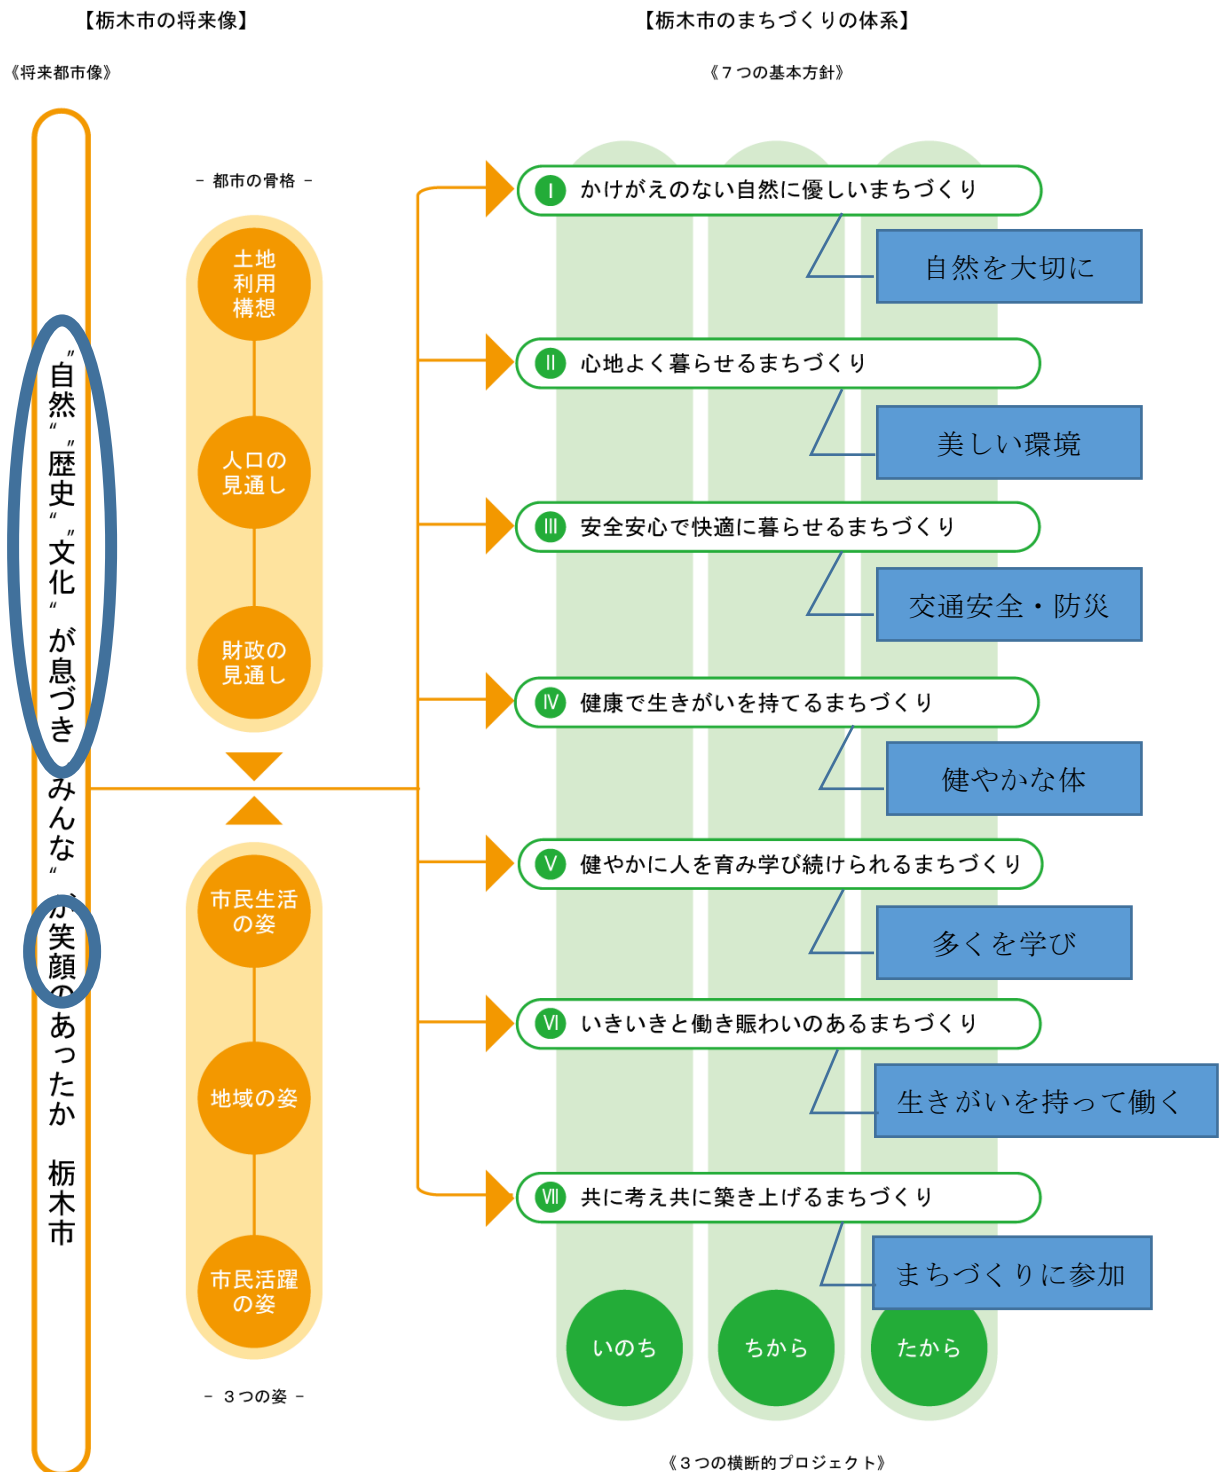 【栃木市の将来像】
【栃木市のまちづくりの体系】
《将来都市像》
《７つの基本方針》
〝自然〟〝歴史〟〝文化〟が息づき みんな〟が笑顔のあったか 栃木市
－ 都市の骨格 －
土地
利用
構想
人口の
見通し
財政の
見通し
市民生活
の姿
地域の姿
市民活躍
の姿
－ ３つの姿 －
Ⅰ かけがえのない自然に優しいまちづくり
自然を大切に
Ⅱ 心地よく暮らせるまちづくり
美しい環境
Ⅲ 安全安心で快適に暮らせるまちづくり
交通安全・防災
Ⅳ 健康で生きがいを持てるまちづくり
健やかな体
Ⅴ 健やかに人を育み学び続けられるまちづくり
多くを学び
Ⅵ いきいきと働き賑わいのあるまちづくり
生きがいを持って働く
Ⅶ 共に考え共に築き上げるまちづくり
まちづくりに参加
いのち
ちから
たから
《３つの横断的プロジェクト》